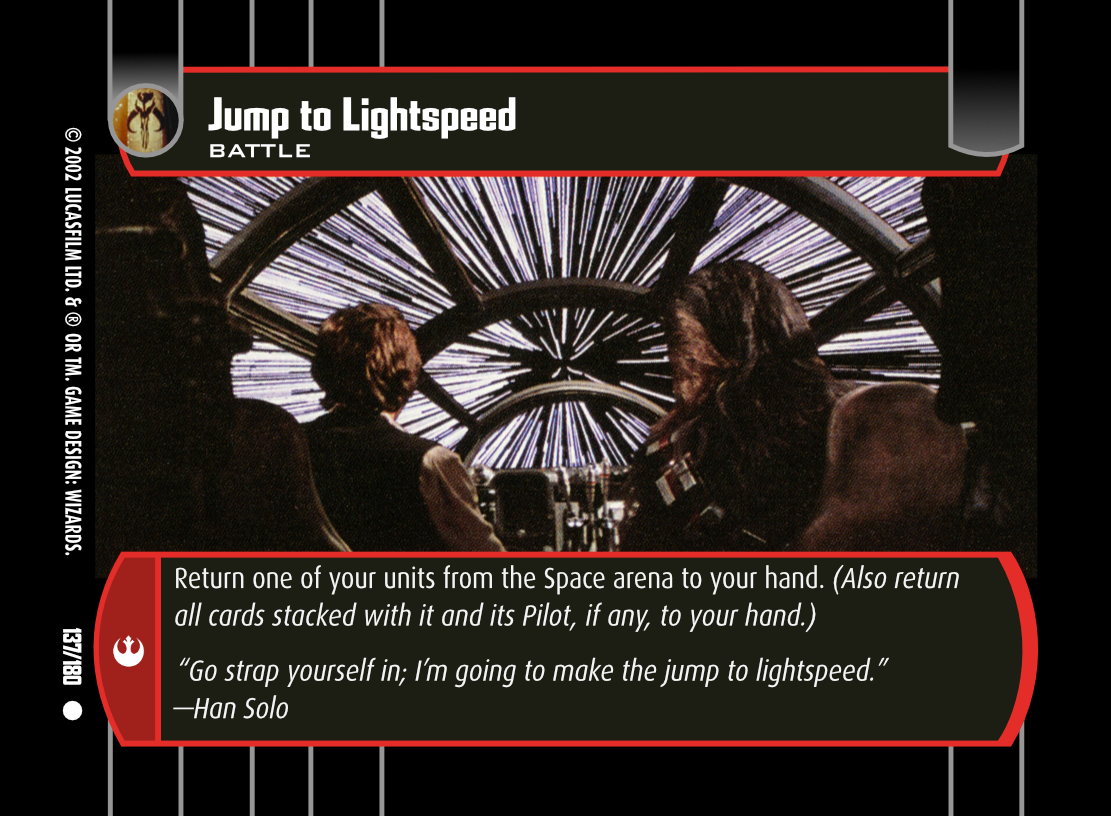 Jump to Lightspeed
BATTLE
© 2002 LUCASFILM LTD. & ® OR TM. GAME DESIGN: WIZARDS.
137/180
Return one of your units from the Space arena to your hand. (Also return
all cards stacked with it and its Pilot, if any, to your hand.)
“Go strap yourself in; I’m going to make the jump to lightspeed.”
—Han Solo